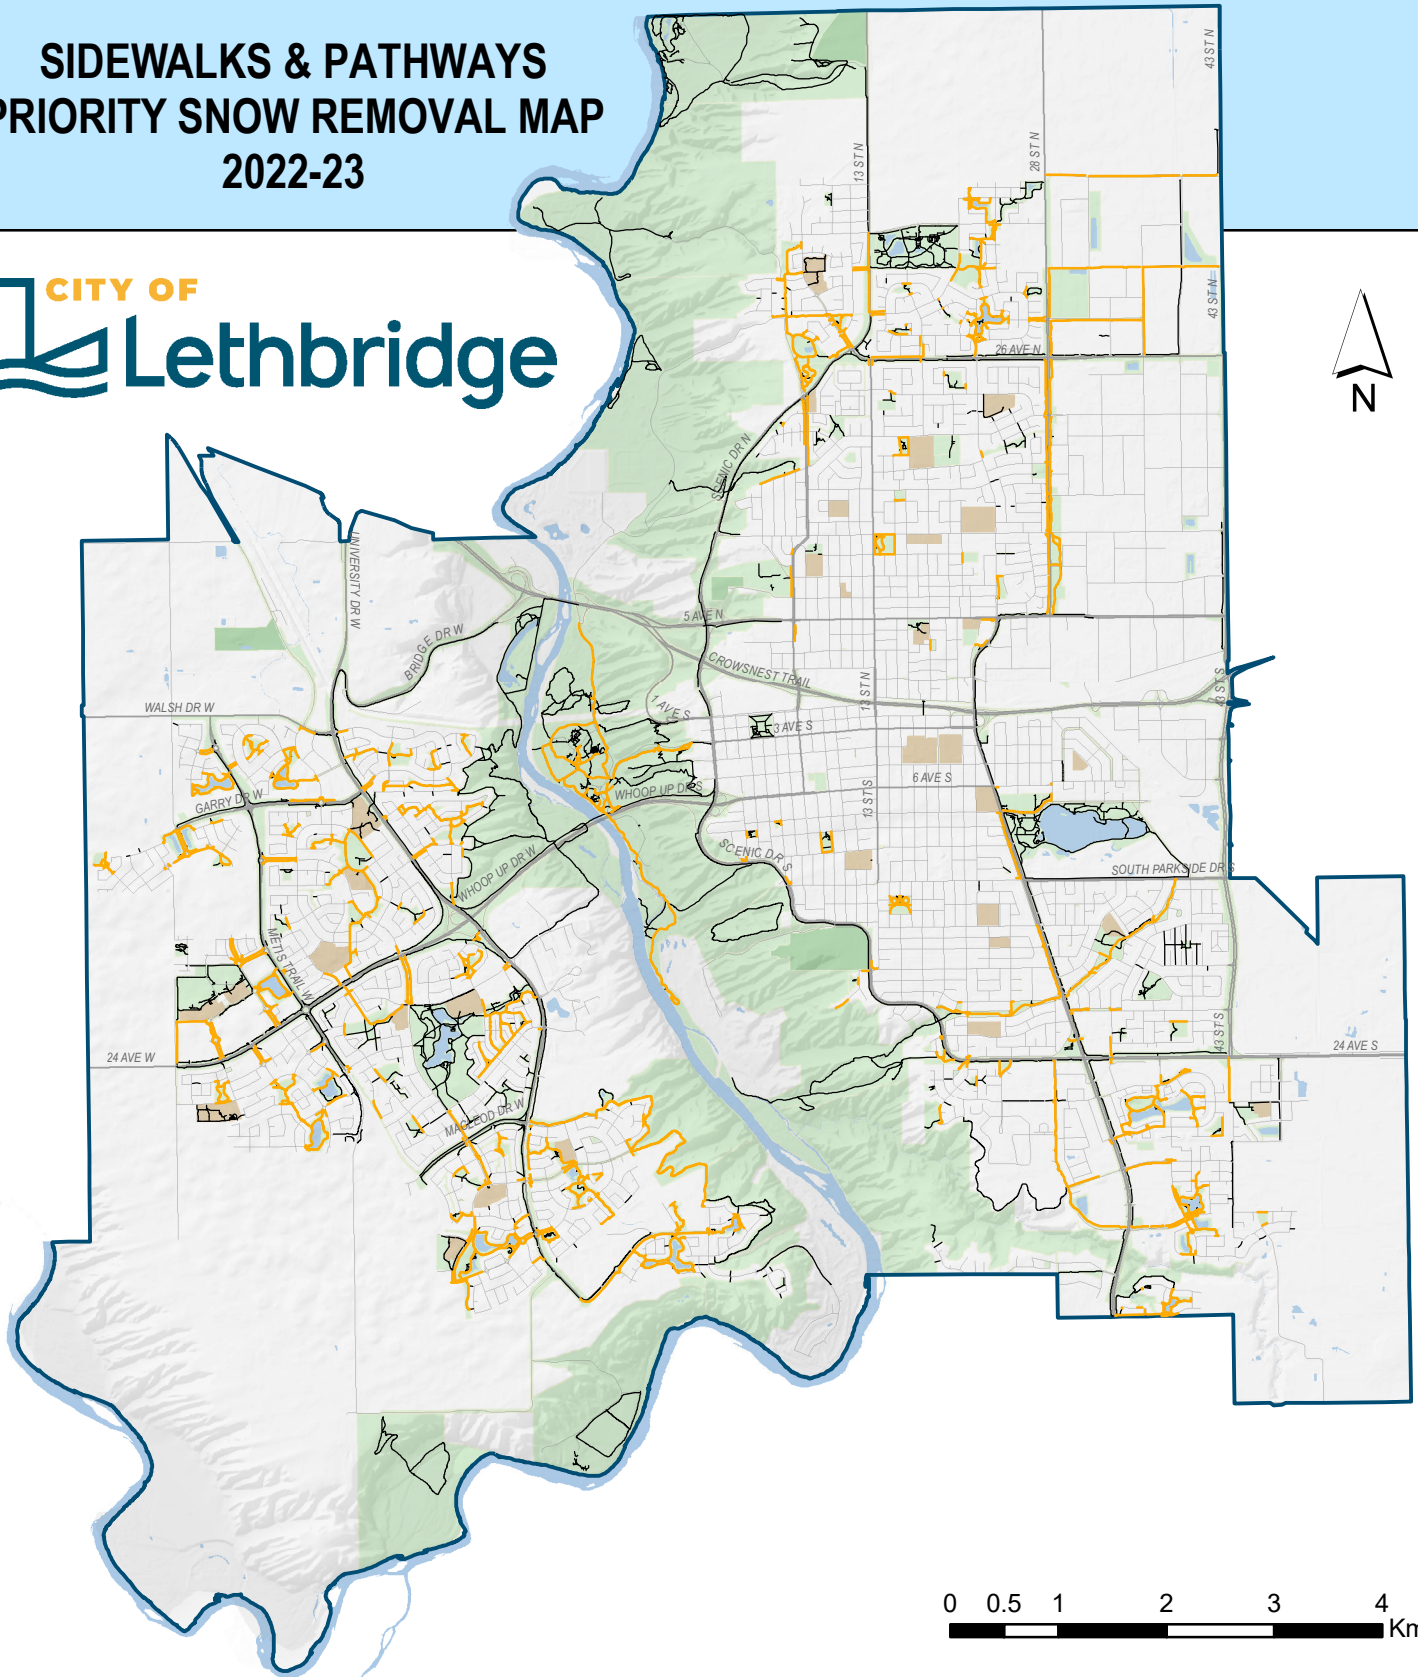 SIDEWALKS & PATHWAYS
PRIORITY SNOW REMOVAL MAP
2022-23
CITY OF
Lethbridge
N
43 ST N
13 ST N
28 ST N
43 ST N
26 AVE N
SCENIC DR N
UNIVERSITY DR W
5 AVE N
BRIDGE DR W
CROWSNEST TRAIL
13 ST N
43 ST S
WALSH DR W
1 AVE S
3 AVE S
6 AVE S
WHOOP UP DR S
GARRY DR W
13 ST S
SCENIC DR S
WHOOP UP DR W
SOUTH PARKSIDE DR S
METIS TRAIL W
43 ST S
24 AVE W
24 AVE S
MACLEOD DR W
0 0.5 1 2 3 4
Km